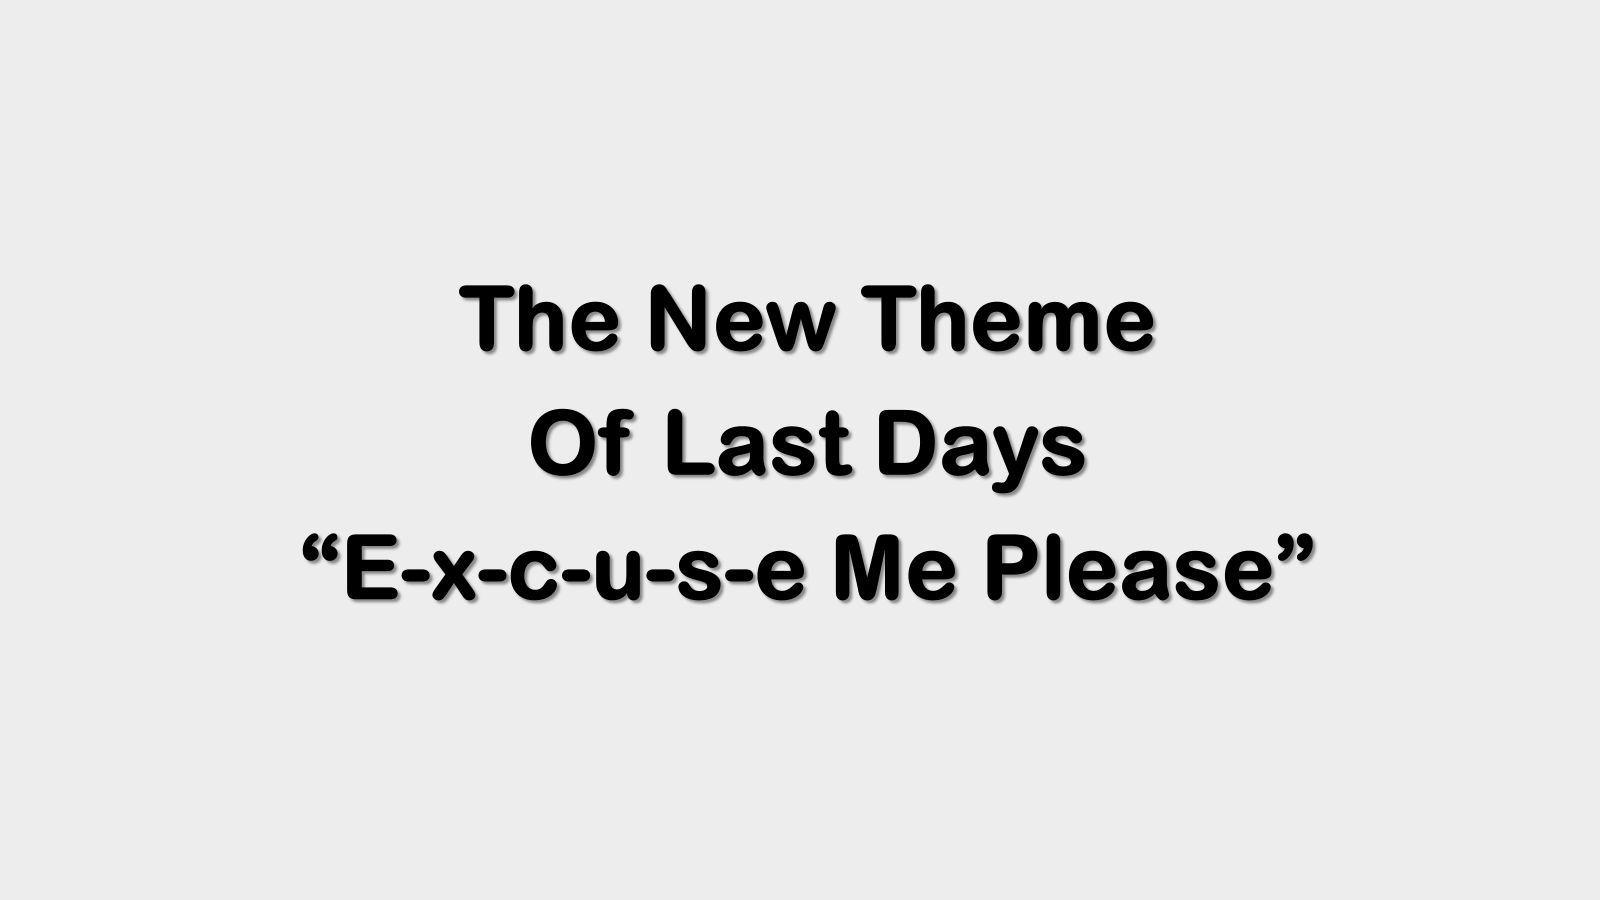 The New Theme
Of Last Days
“E-x-c-u-s-e Me Please”